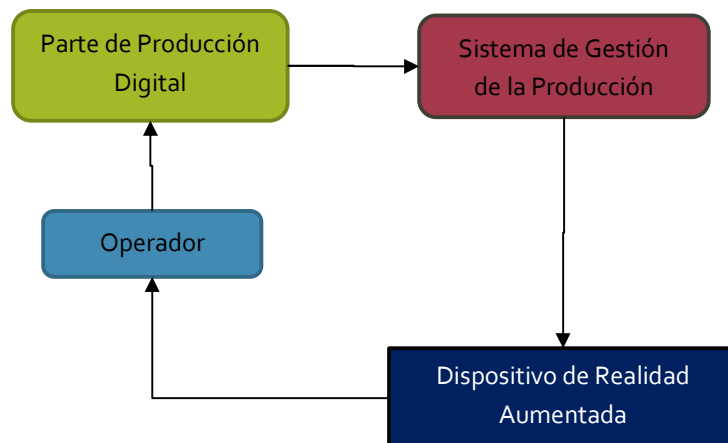 Parte de Producción
Digital
Sistema de Gestión
de la Producción
Operador
Dispositivo de Realidad
Aumentada